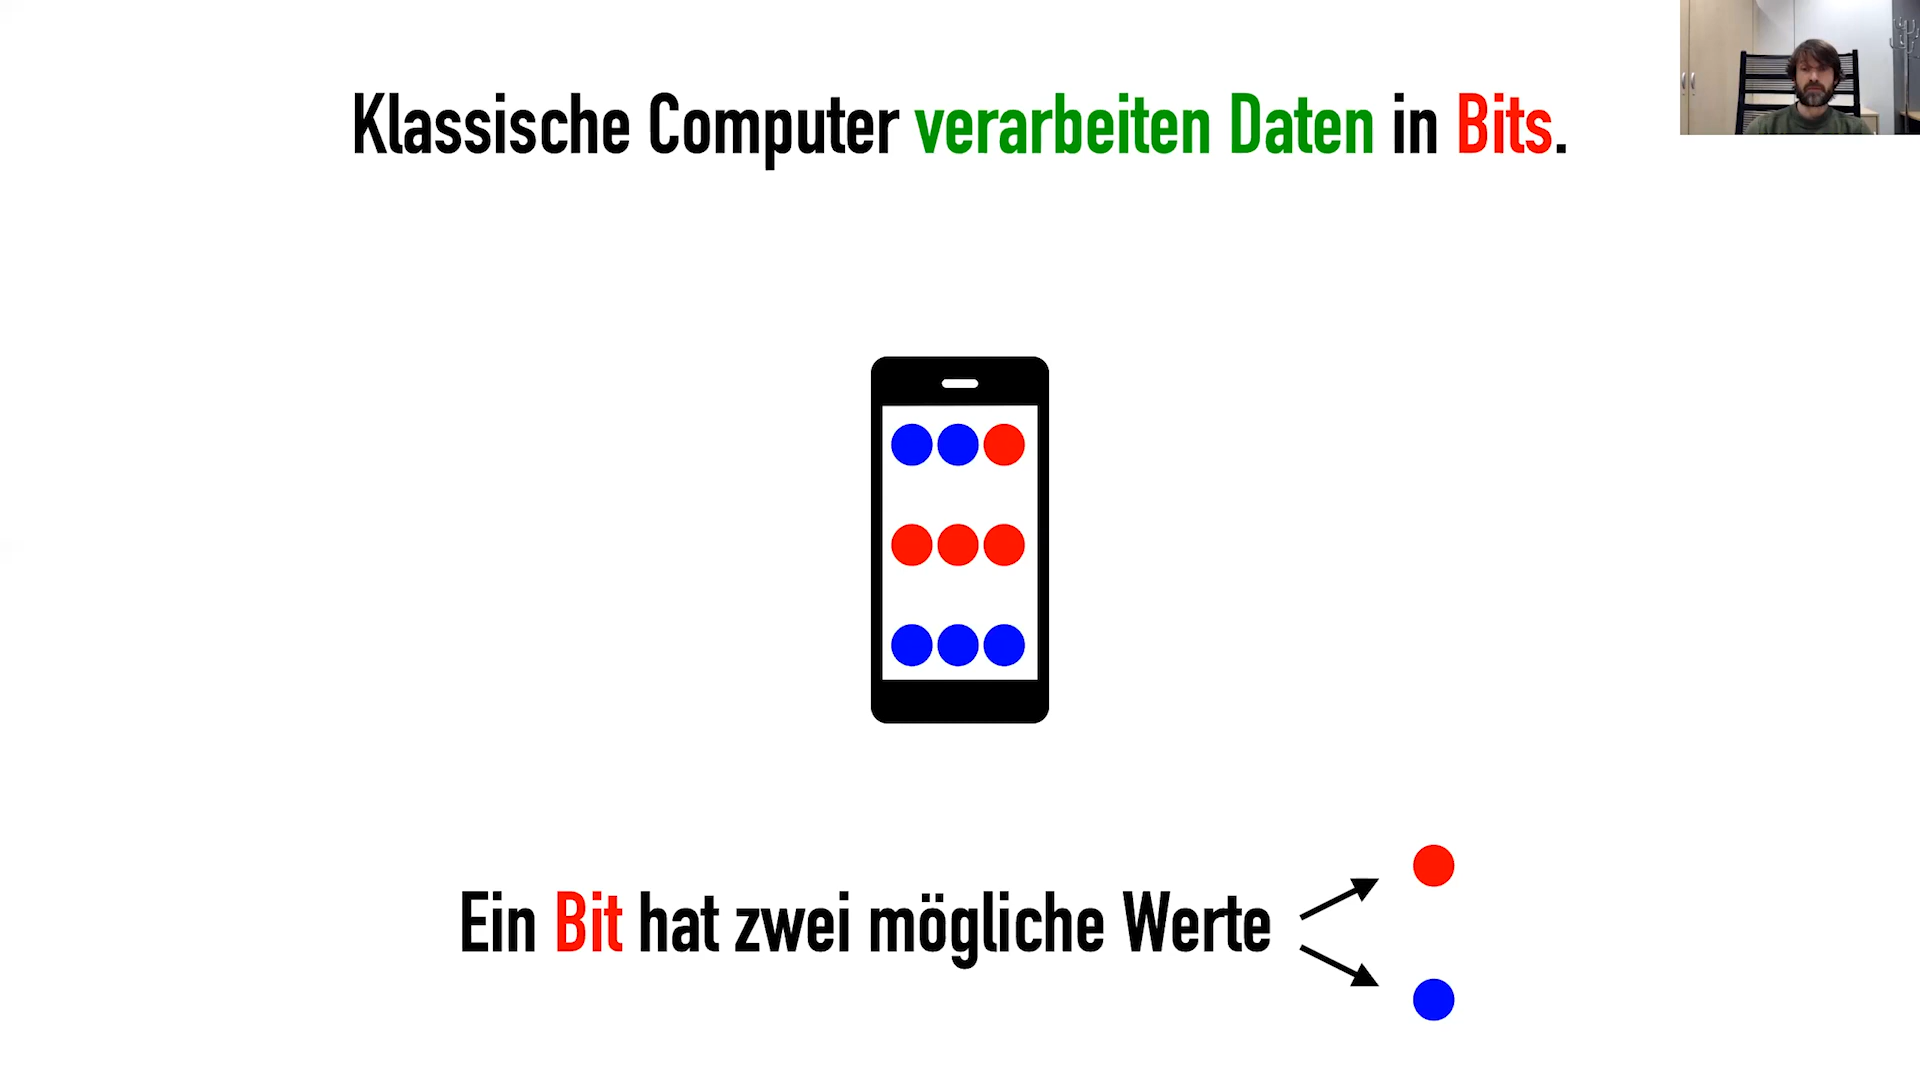 Klassische Computer verarbeiten Daten in Bits.
Ein Bit hat zwei mögliche Werte